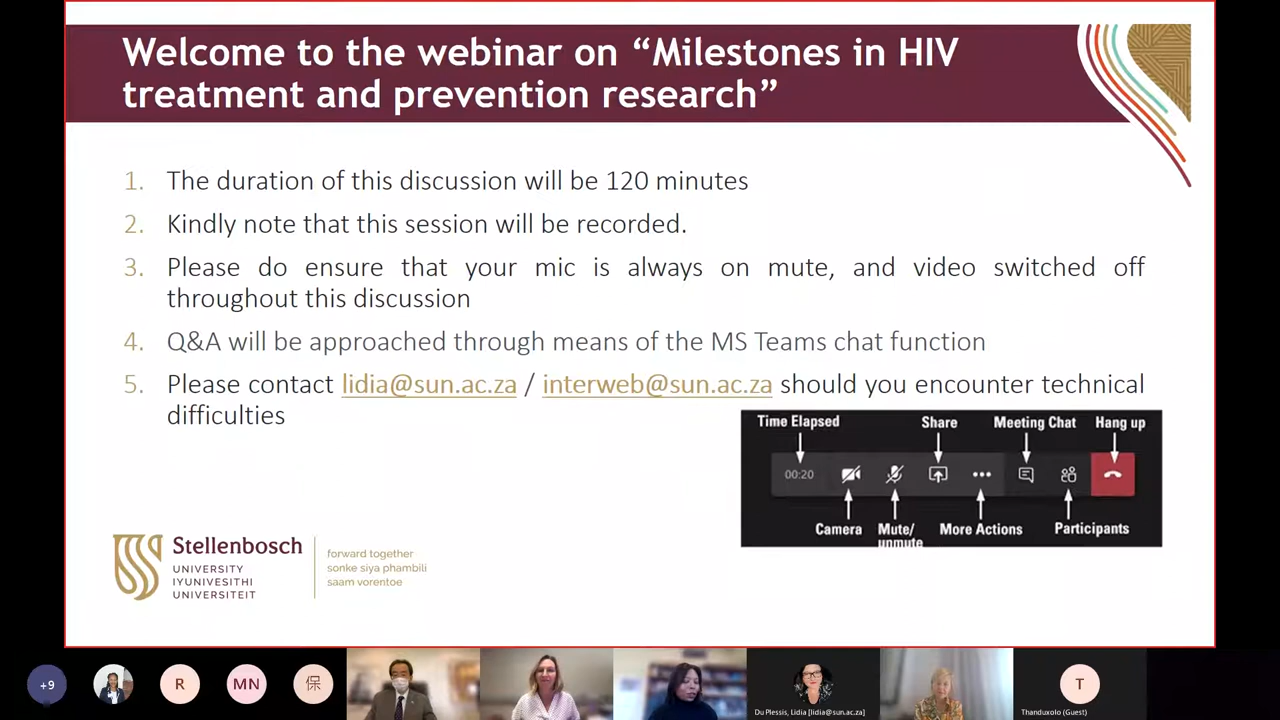 Welcome to the webinar on “Milestones in HIV
treatment and prevention research”
1. The duration of this discussion will be 120 minutes
2. Kindly note that this session will be recorded.
3. Please do ensure that your mic is always on mute, and video switched off
throughout this discussion
4. Q&A will be approached through means of the MS Teams chat function
5. Please contact lidia@sun.ac.za / interweb@sun.ac.za should you encounter technical
difficulties
Time Elapsed
Share
Meeting Chat
Hang up
00:20
Camera
Mute/
unmute
More Actions
Participants
Stellenbosch
UNIVERSITY
IYUNIVESITHI
UNIVERSITEIT
forward together
sonke siya phambili
saam vorentoe
+9
R
MN
保
Du Plessis, Lidia [lidia@sun.ac.za]
T
Thanduxolo (Guest)